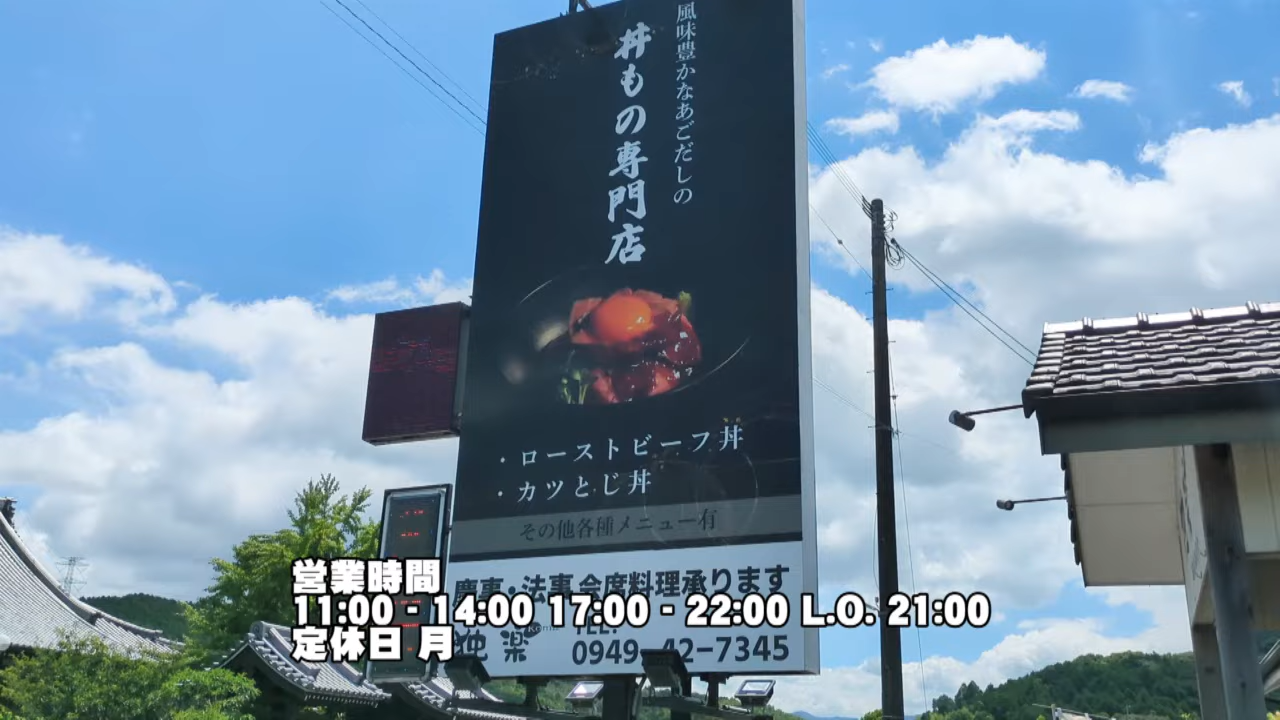 風味豊かなあごだしの
丼もの専門店
・ローストビーフ丼
・カツとじ丼
その他各種メニュー有
慶事・法事 会席料理承ります
独楽 Koma TEL.
0949-42-7345
営業時間
11:00 - 14:00 17:00 - 22:00 L.O. 21:00
定休日 月